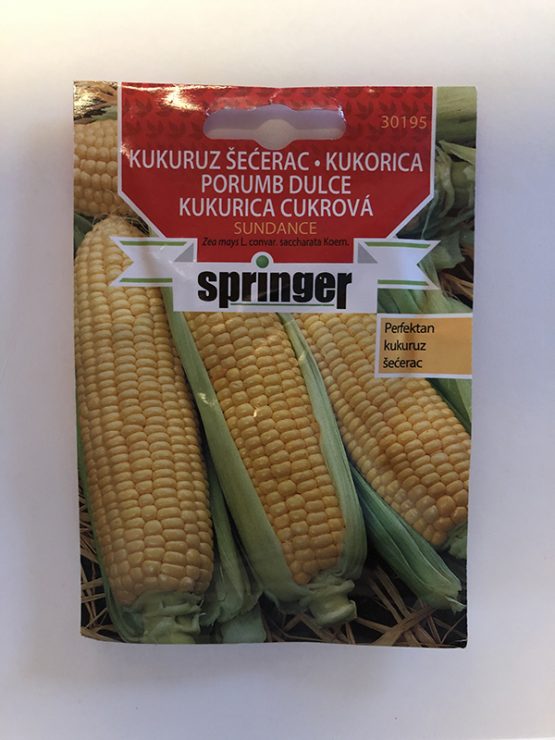 30195
KUKURUZ ŠEĆERAC • KUKORICA
PORUMB DULCE
KUKURICA CUKROVÁ
SUNDANCE
Zea mays L. convar. saccharata Koern.
springer
Perfektan
kukuruz
šećerac